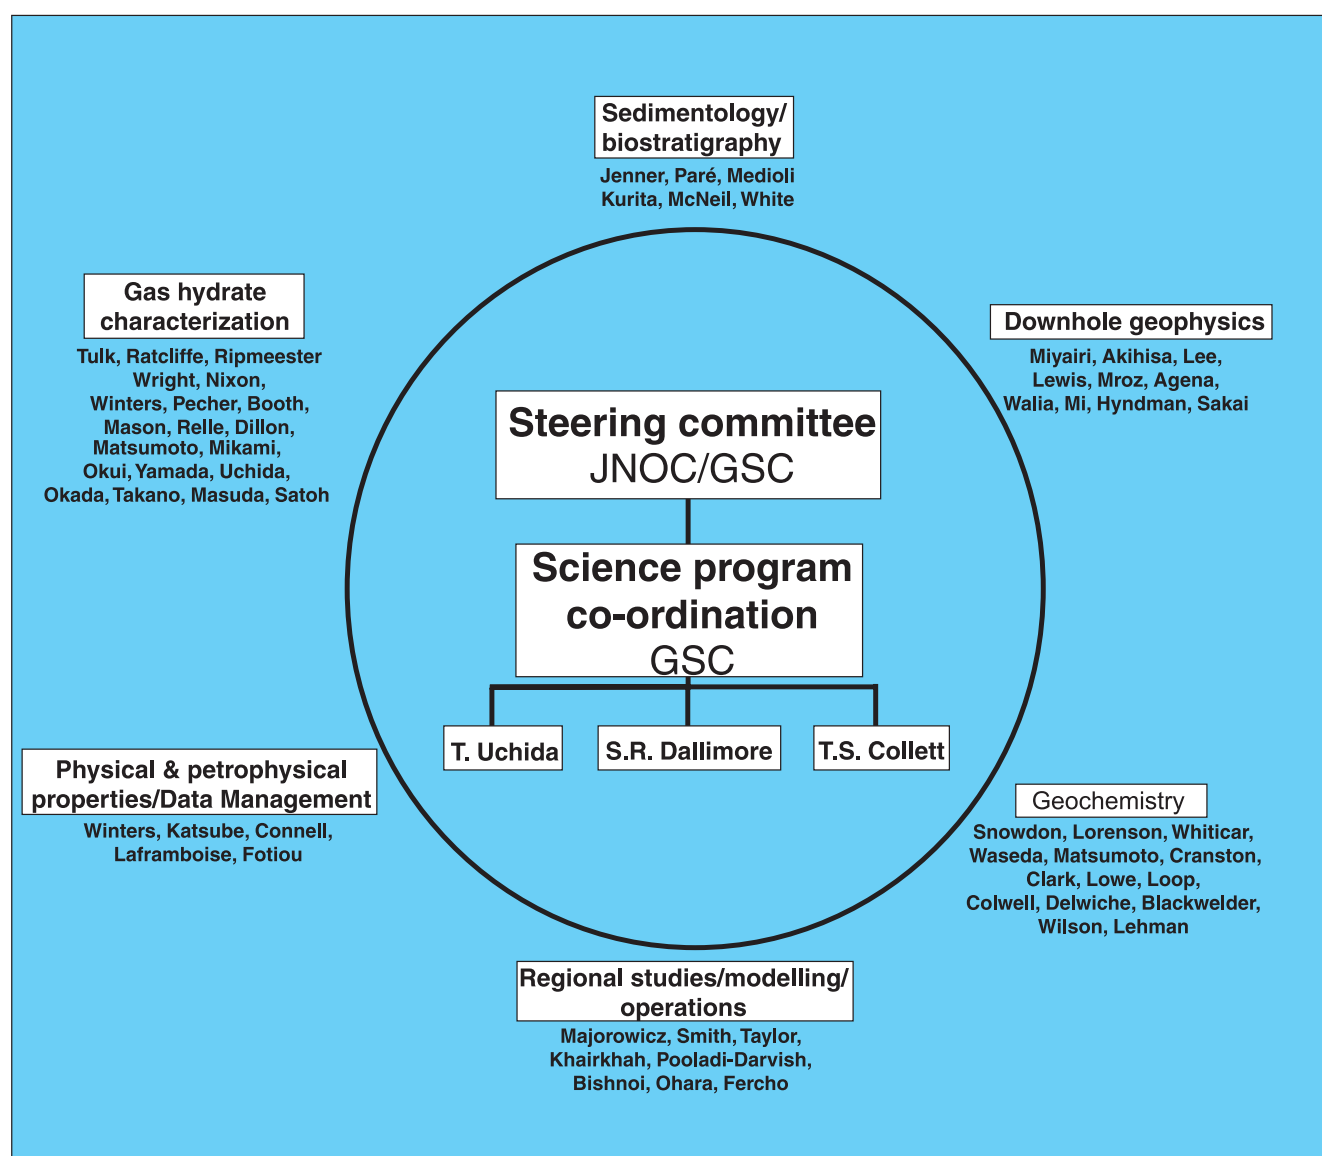 Sedimentology/
biostratigraphy
Jenner, Paré, Medioli
Kurita, McNeil, White
Gas hydrate
characterization
Tulk, Ratcliffe, Ripmeester
Wright, Nixon,
Winters, Pecher, Booth,
Mason, Relle, Dillon,
Matsumoto, Mikami,
Okui, Yamada, Uchida,
Okada, Takano, Masuda, Satoh
Downhole geophysics
Miyairi, Akihisa, Lee,
Lewis, Mroz, Agena,
Walia, Mi, Hyndman, Sakai
Steering committee
JNOC/GSC
Science program
co-ordination
GSC
T. Uchida
S.R. Dallimore
T.S. Collett
Physical & petrophysical
properties/Data Management
Winters, Katsube, Connell,
Laframboise, Fotiou
Geochemistry
Snowdon, Lorenson, Whiticar,
Waseda, Matsumoto, Cranston,
Clark, Lowe, Loop,
Colwell, Delwiche, Blackwelder,
Wilson, Lehman
Regional studies/modelling/
operations
Majorowicz, Smith, Taylor,
Khairkhah, Pooladi-Darvish,
Bishnoi, Ohara, Fercho